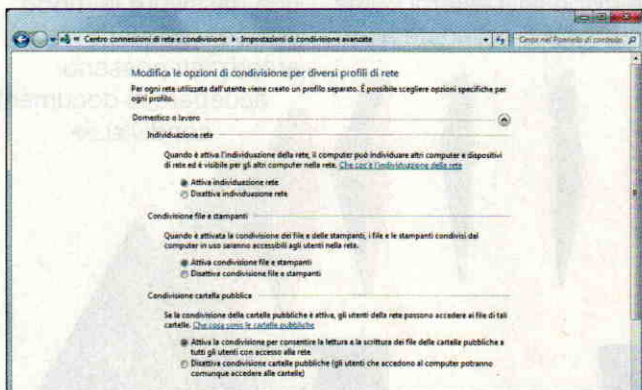 Centro connessioni di rete e condivisione ▸ Impostazioni di condivisione avanzate
Cerca nel Pannello di controllo
Modifica le opzioni di condivisione per diversi profili di rete
Per ogni rete utilizzata dall'utente viene creato un profilo separato. È possibile scegliere opzioni specifiche per
ogni profilo.
Domestico o lavoro
Individuazione rete
Quando è attiva l'individuazione della rete, il computer può individuare altri computer e dispositivi
di rete ed è visibile per gli altri computer nella rete. Che cos'è l'individuazione della rete
Attiva individuazione rete
Disattiva individuazione rete
Condivisione file e stampanti
Quando è attivata la condivisione dei file e delle stampanti, i file e le stampanti condivisi dal
computer in uso saranno accessibili agli utenti nella rete.
Attiva condivisione file e stampanti
Disattiva condivisione file e stampanti
Condivisione cartella pubblica
Se la condivisione della cartelle pubbliche è attiva, gli utenti della rete possono accedere ai file di tali
cartelle. Che cosa sono le cartelle pubbliche
Attiva la condivisione per consentire la lettura e la scrittura dei file delle cartelle pubbliche a
tutti gli utenti con accesso alla rete
Disattiva condivisione cartelle pubbliche (gli utenti che accedono al computer potranno
comunque accedere alle cartelle)